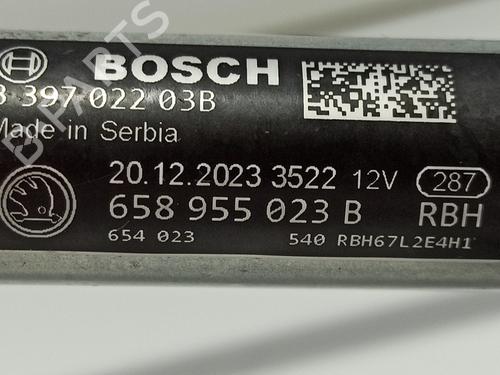 BOSCH
3 397 022 03B
Made in Serbia
20.12.2023 3522 12V 287
658 955 023 B RBH
654 023 540 RBH67L2E4H1